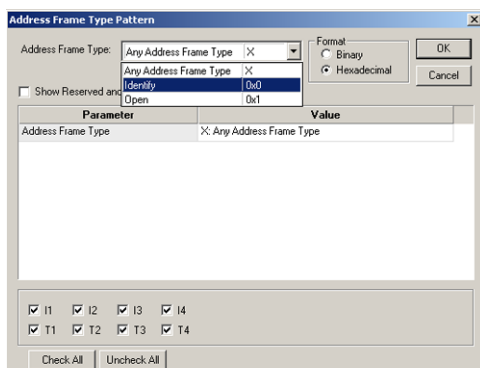 Address Frame Type Pattern
Address Frame Type: Any Address Frame Type X
Any Address Frame Type X
Identify 0x0
Open 0x1
Format
Binary
Hexadecimal
OK
Cancel
Show Reserved and
Parameter Value
Address Frame Type X: Any Address Frame Type
I1 I2 I3 I4
T1 T2 T3 T4
Check All Uncheck All